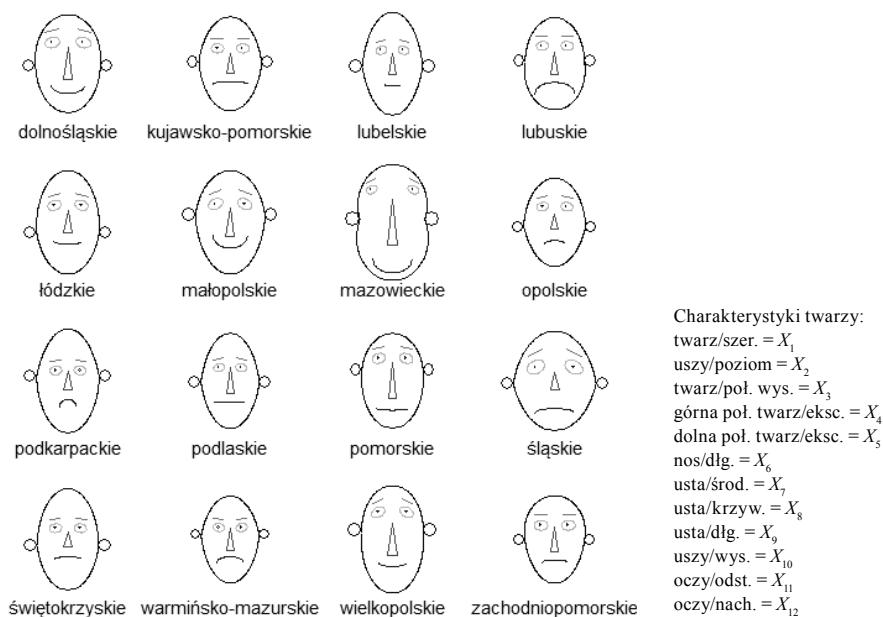 dolnośląskie kujawsko-pomorskie lubelskie lubuskie
łódzkie małopolskie mazowieckie opolskie
podkarpackie podlaskie pomorskie śląskie
świętokrzyskie warmińsko-mazurskie wielkopolskie zachodniopomorskie
Charakterystyki twarzy:
twarz/szer. = X₁
uszy/poziom = X₂
twarz/poł. wys. = X₃
górna poł. twarz/eksc. = X₄
dolna poł. twarz/eksc. = X₅
nos/dłg. = X₆
usta/środ. = X₇
usta/krzyw. = X₈
usta/dłg. = X₉
uszy/wys. = X₁₀
oczy/odst. = X₁₁
oczy/nach. = X₁₂